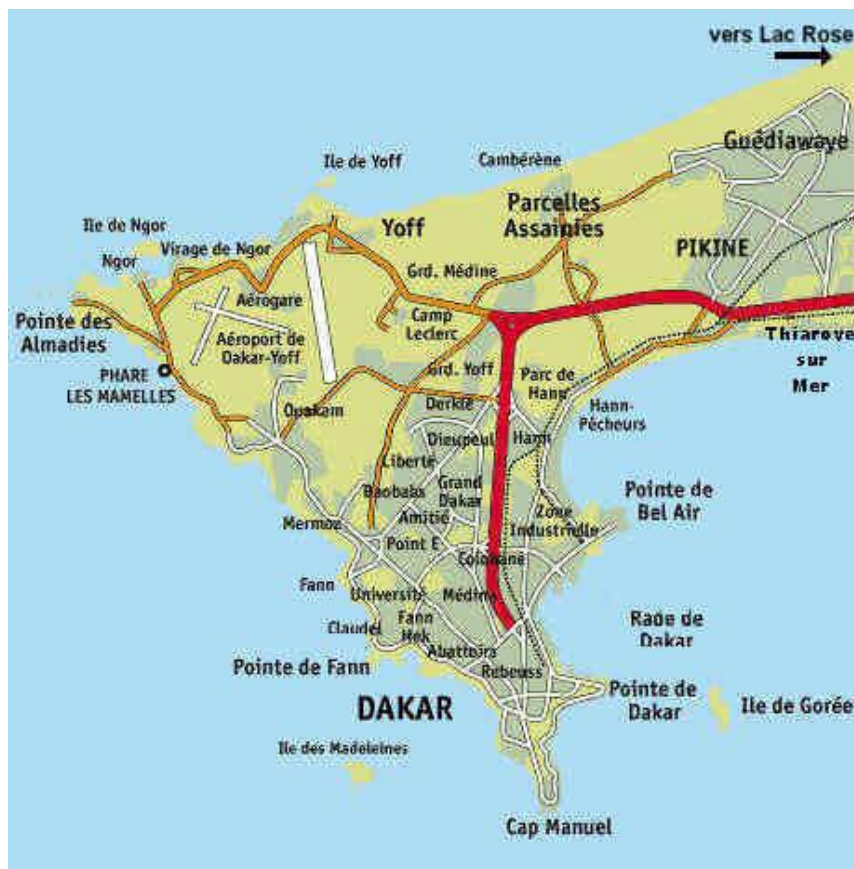 vers Lac Rose
Guédiawaye
Ile de Yoff
Cambérène
Parcelles
Assainies
Ile de Ngor
Yoff
Virage de Ngor
PIKINE
Ngor
Grd. Médine
Aérogare
Pointe des
Almadies
Camp
Leclerc
Aéroport de
Dakar-Yoff
Thiaroye
sur
Mer
PHARE
LES MAMELLES
Grd. Yoff
Parc de
Hann
Ouakam
Derklé
Hann-
Pêcheurs
Dieupeul
Hann
Liberté
Baobabs
Grand
Dakar
Pointe de
Bel Air
Mermoz
Amitié
Zone
Industrielle
Point E
Colobane
Fann
Université
Médina
Claudel
Fann
Hok
Rade de
Dakar
Abattoirs
Pointe de Fann
Rebeuss
DAKAR
Pointe de
Dakar
Ile de Gorée
Ile des Madeleines
Cap Manuel